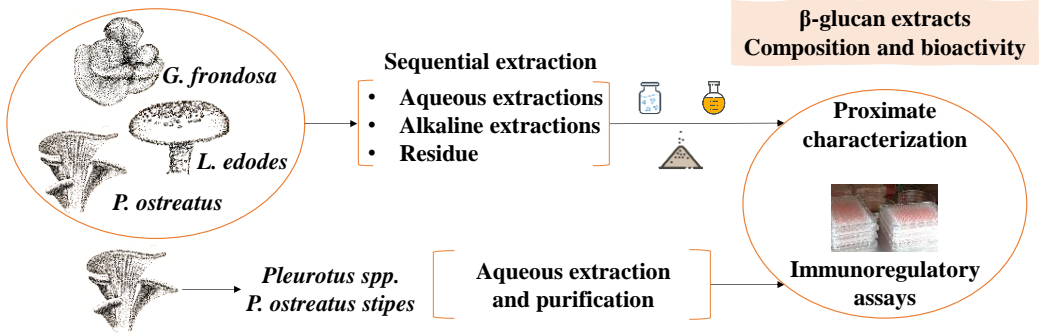 β-glucan extracts
Composition and bioactivity
G. frondosa
L. edodes
P. ostreatus
Sequential extraction
• Aqueous extractions
• Alkaline extractions
• Residue
Proximate
characterization
Immunoregulatory
assays
Pleurotus spp.
P. ostreatus stipes
Aqueous extraction
and purification